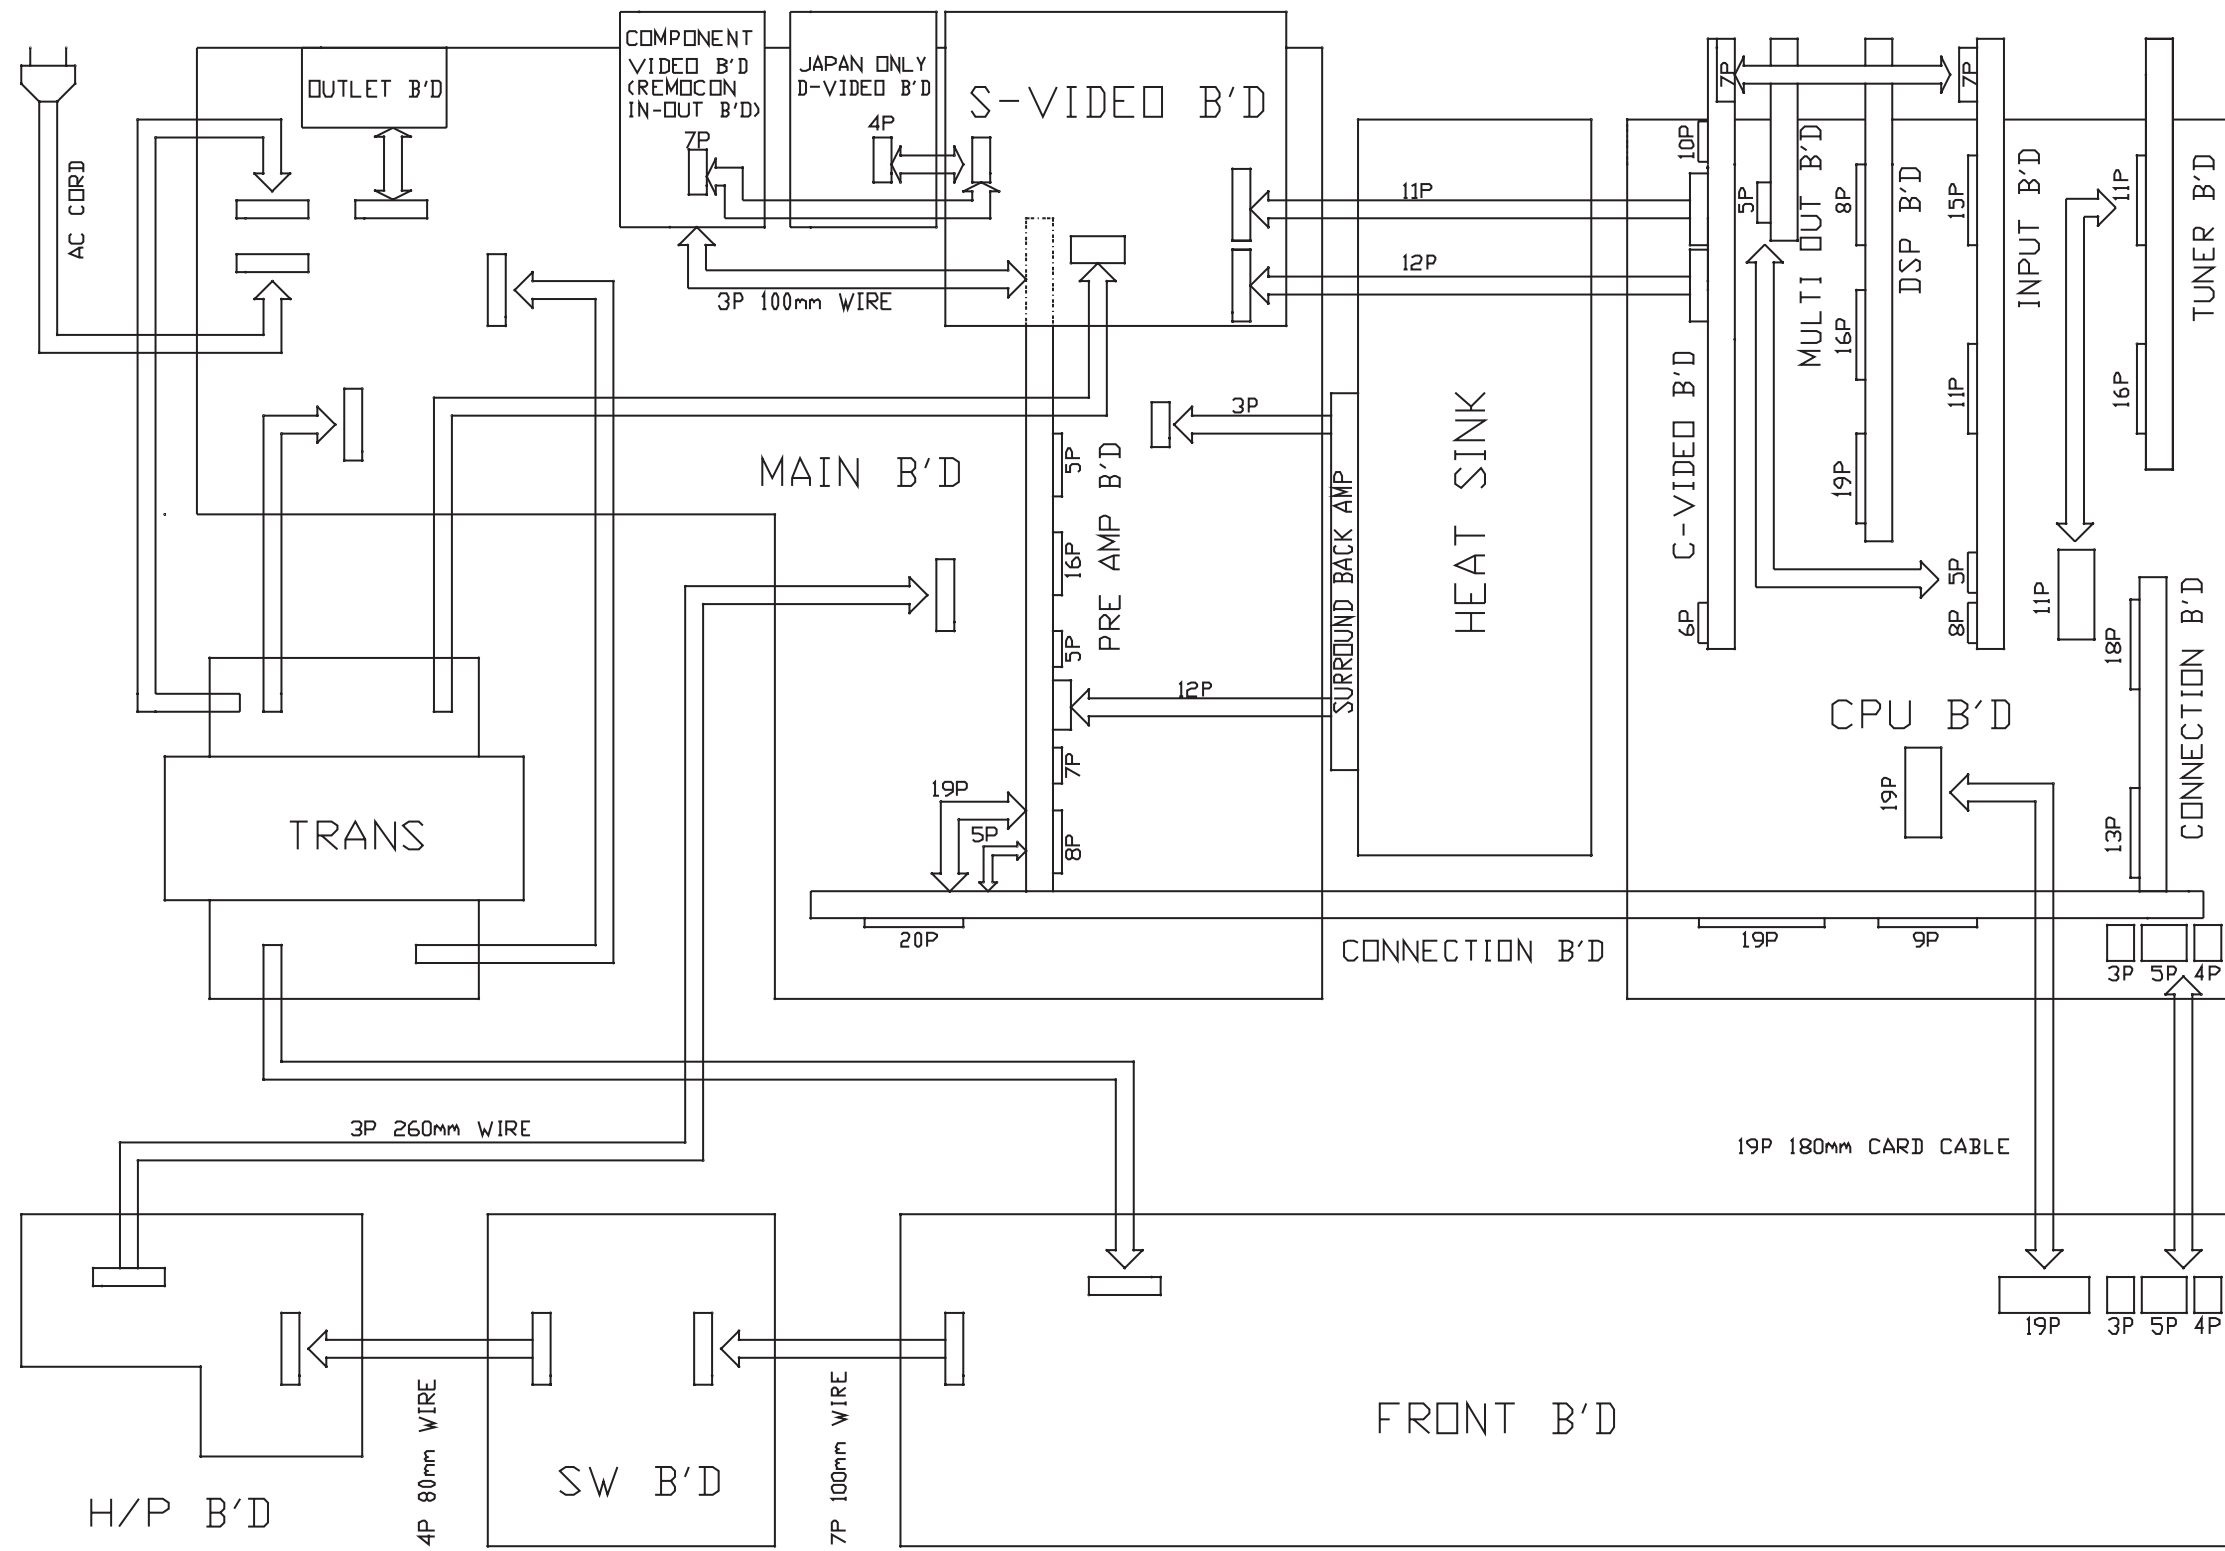 AC CORD
OUTLET B'D
COMPONENT
VIDEO B'D
(REMOCON
IN-OUT B'D)
7P
JAPAN ONLY
D-VIDEO B'D
4P
S-VIDEO B'D
3P 100mm WIRE
11P
12P
3P
MAIN B'D
5P
16P
5P
12P
7P
8P
PRE AMP B'D
SURROUND BACK AMP
HEAT SINK
19P
5P
20P
CONNECTION B'D
TRANS
7P
10P
5P
6P
C-VIDEO B'D
MULTI OUT B'D
8P
16P
19P
DSP B'D
7P
15P
11P
5P
8P
INPUT B'D
11P
16P
TUNER B'D
11P
18P
13P
CONNECTION B'D
CPU B'D
19P
19P
9P
3P 5P 4P
3P 260mm WIRE
19P 180mm CARD CABLE
19P 3P 5P 4P
H/P B'D
4P 80mm WIRE
SW B'D
7P 100mm WIRE
FRONT B'D